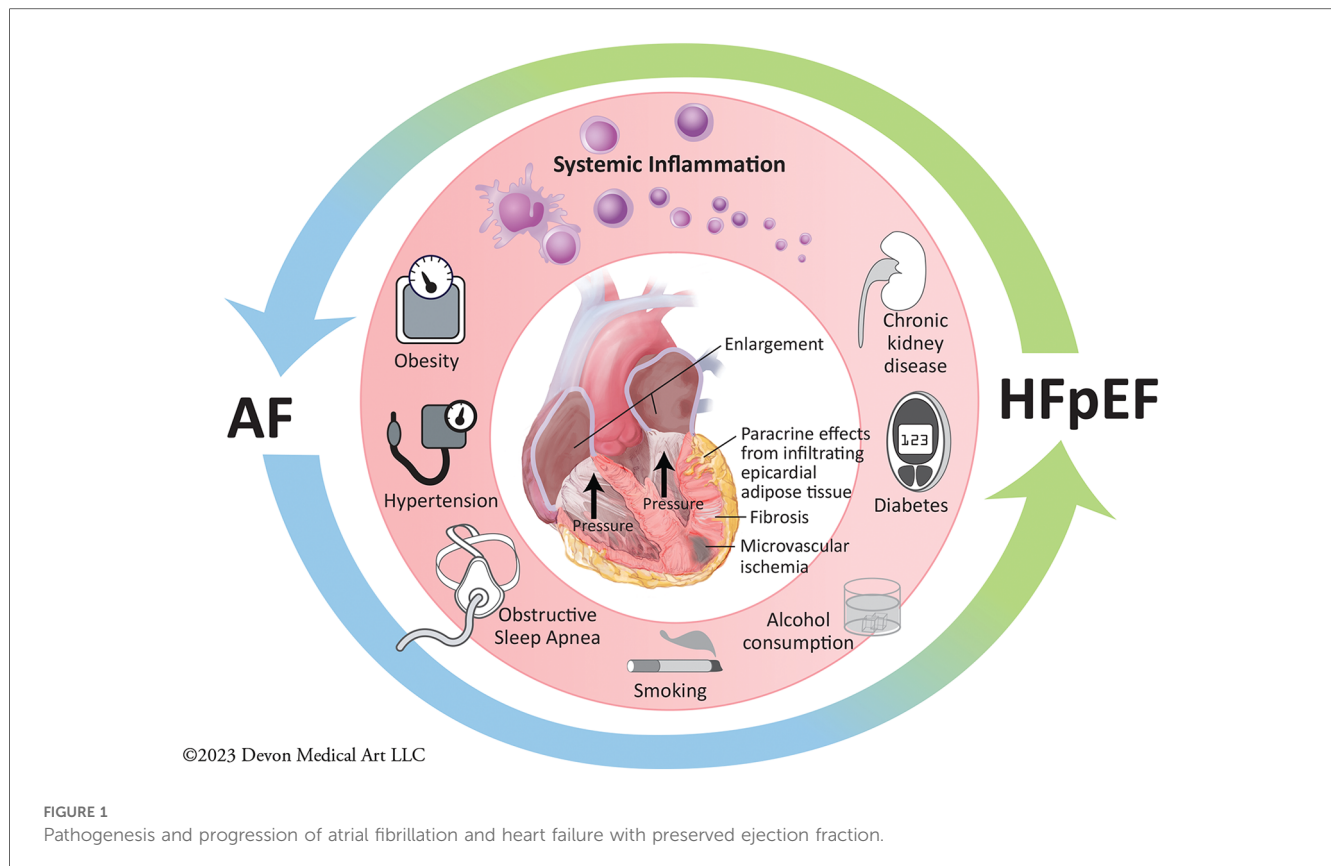 Systemic Inflammation
Obesity
Chronic
kidney
disease
Enlargement
AF
HFpEF
Paracrine effects
from infiltrating
epicardial
adipose tissue
123
Hypertension
Diabetes
Pressure
Pressure
Fibrosis
Microvascular
ischemia
Obstructive
Sleep Apnea
Alcohol
consumption
Smoking
©2023 Devon Medical Art LLC
FIGURE 1
Pathogenesis and progression of atrial fibrillation and heart failure with preserved ejection fraction.